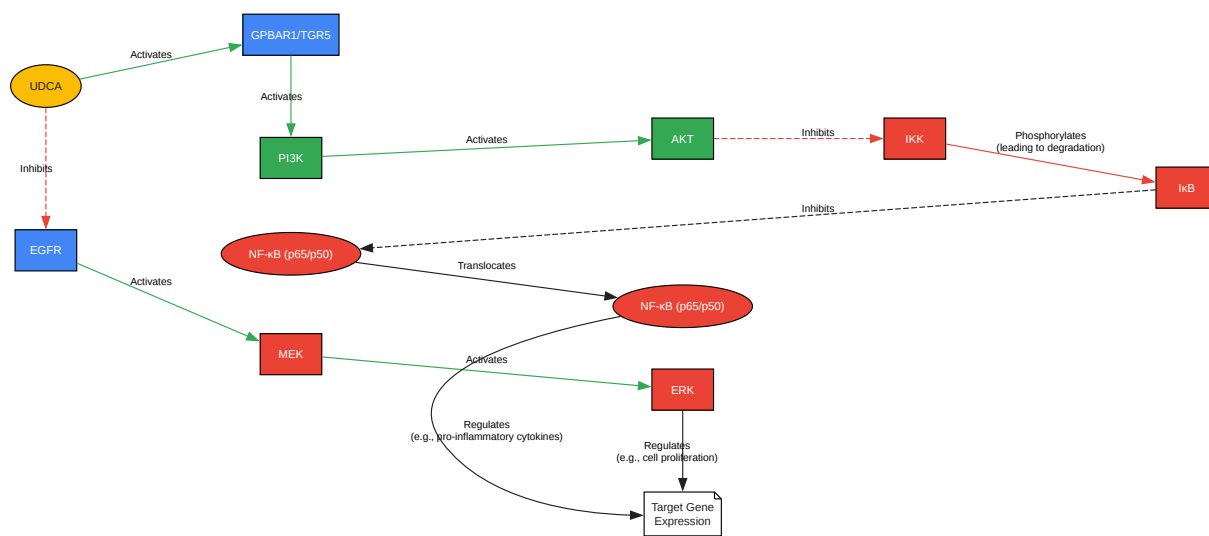 GPBAR1/TGR5
Activates
UDCA
Activates
Inhibits
PI3K
Activates
AKT
Inhibits
IKK
Phosphorylates
(leading to degradation)
IκB
Inhibits
EGFR
NF-κB (p65/p50)
Translocates
NF-κB (p65/p50)
Activates
MEK
Activates
ERK
Regulates
(e.g., pro-inflammatory cytokines)
Regulates
(e.g., cell proliferation)
Target Gene
Expression